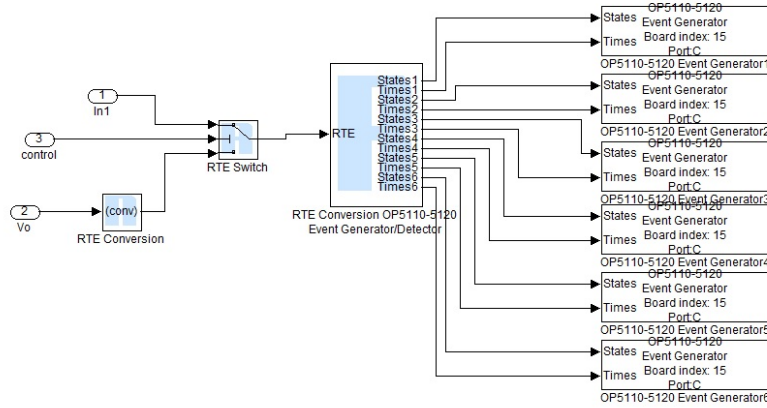 1
In1
3
control
2
Vo
(conv)
RTE Conversion
RTE Switch
RTE
States1
Times1
States2
Times2
States3
Times3
States4
Times4
States5
Times5
States6
Times6
RTE Conversion OP5110-5120
Event Generator/Detector
OP5110-5120
States
Event Generator
Times
Board index: 15
Port:C
OP5110-5120 Event Generator1
OP5110-5120
States
Event Generator
Times
Board index: 15
Port:C
OP5110-5120 Event Generator2
OP5110-5120
States
Event Generator
Times
Board index: 15
Port:C
OP5110-5120 Event Generator3
OP5110-5120
States
Event Generator
Times
Board index: 15
Port:C
OP5110-5120 Event Generator4
OP5110-5120
States
Event Generator
Times
Board index: 15
Port:C
OP5110-5120 Event Generator5
OP5110-5120
States
Event Generator
Times
Board index: 15
Port:C
OP5110-5120 Event Generator6